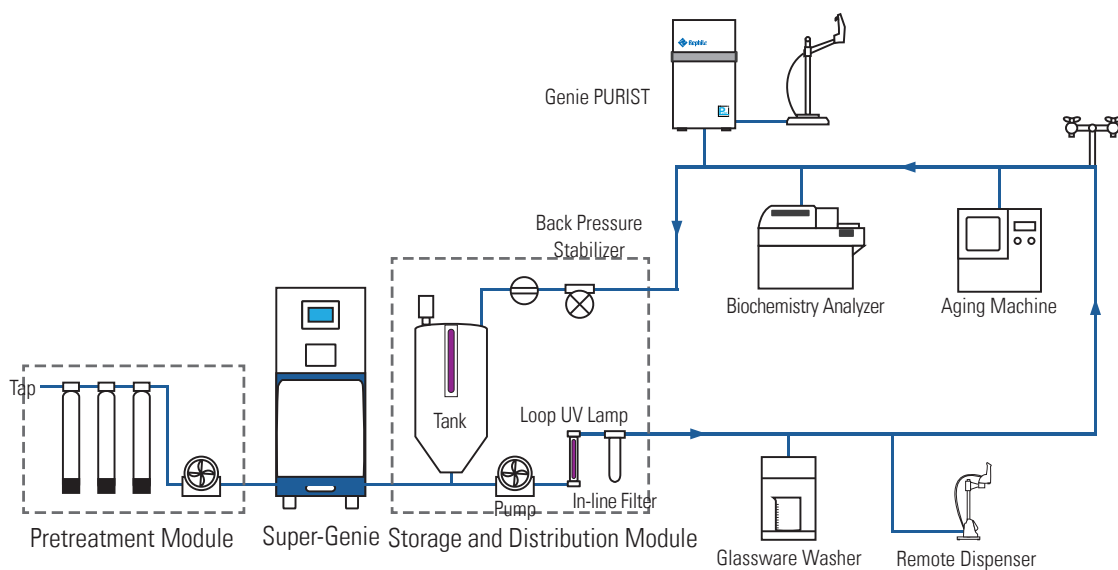 Rephile
Genie PURIST
Back Pressure
Stabilizer
Biochemistry Analyzer
Aging Machine
Tap
Tank
Loop UV Lamp
Pump
In-line Filter
Pretreatment Module
Super-Genie
Storage and Distribution Module
Glassware Washer
Remote Dispenser